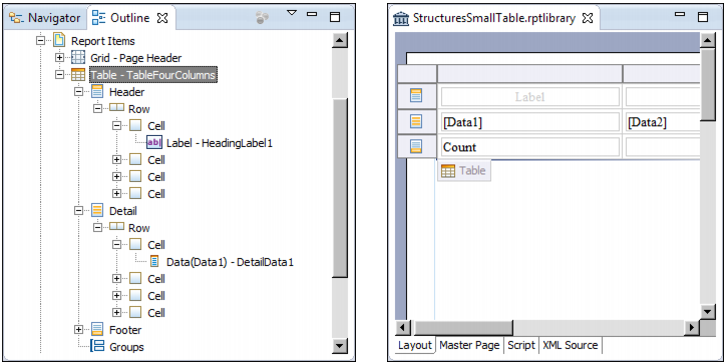 Navigator Outline
Report Items
Grid - Page Header
Table - TableFourColumns
Header
Row
Cell
ab| Label - HeadingLabel1
Cell
Cell
Cell
Detail
Row
Cell
Data(Data1) - DetailData1
Cell
Cell
Cell
Footer
Groups
StructuresSmallTable.rptlibrary
Label
[Data1] [Data2]
Count
Table
Layout Master Page Script XML Source